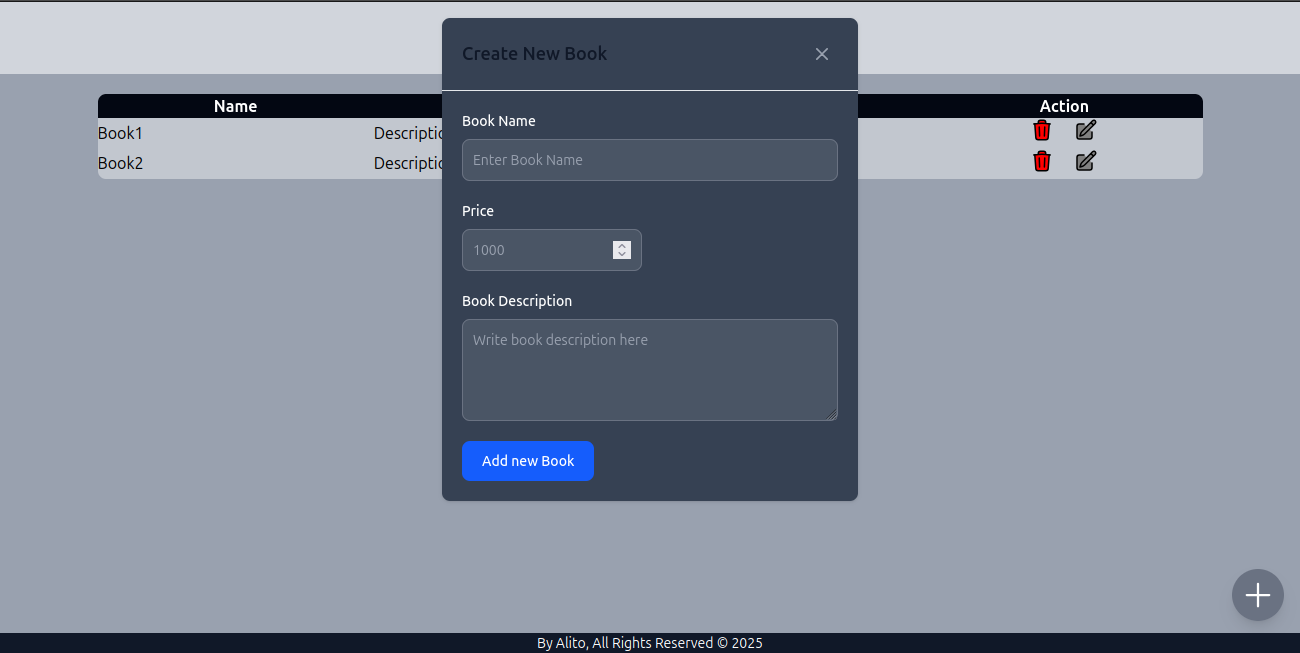 Create New Book
Name Action
Book Name
Book1 Descriptio
Enter Book Name
Book2 Descriptio
Price
1000
Book Description
Write book description here
Add new Book
By Alito, All Rights Reserved © 2025